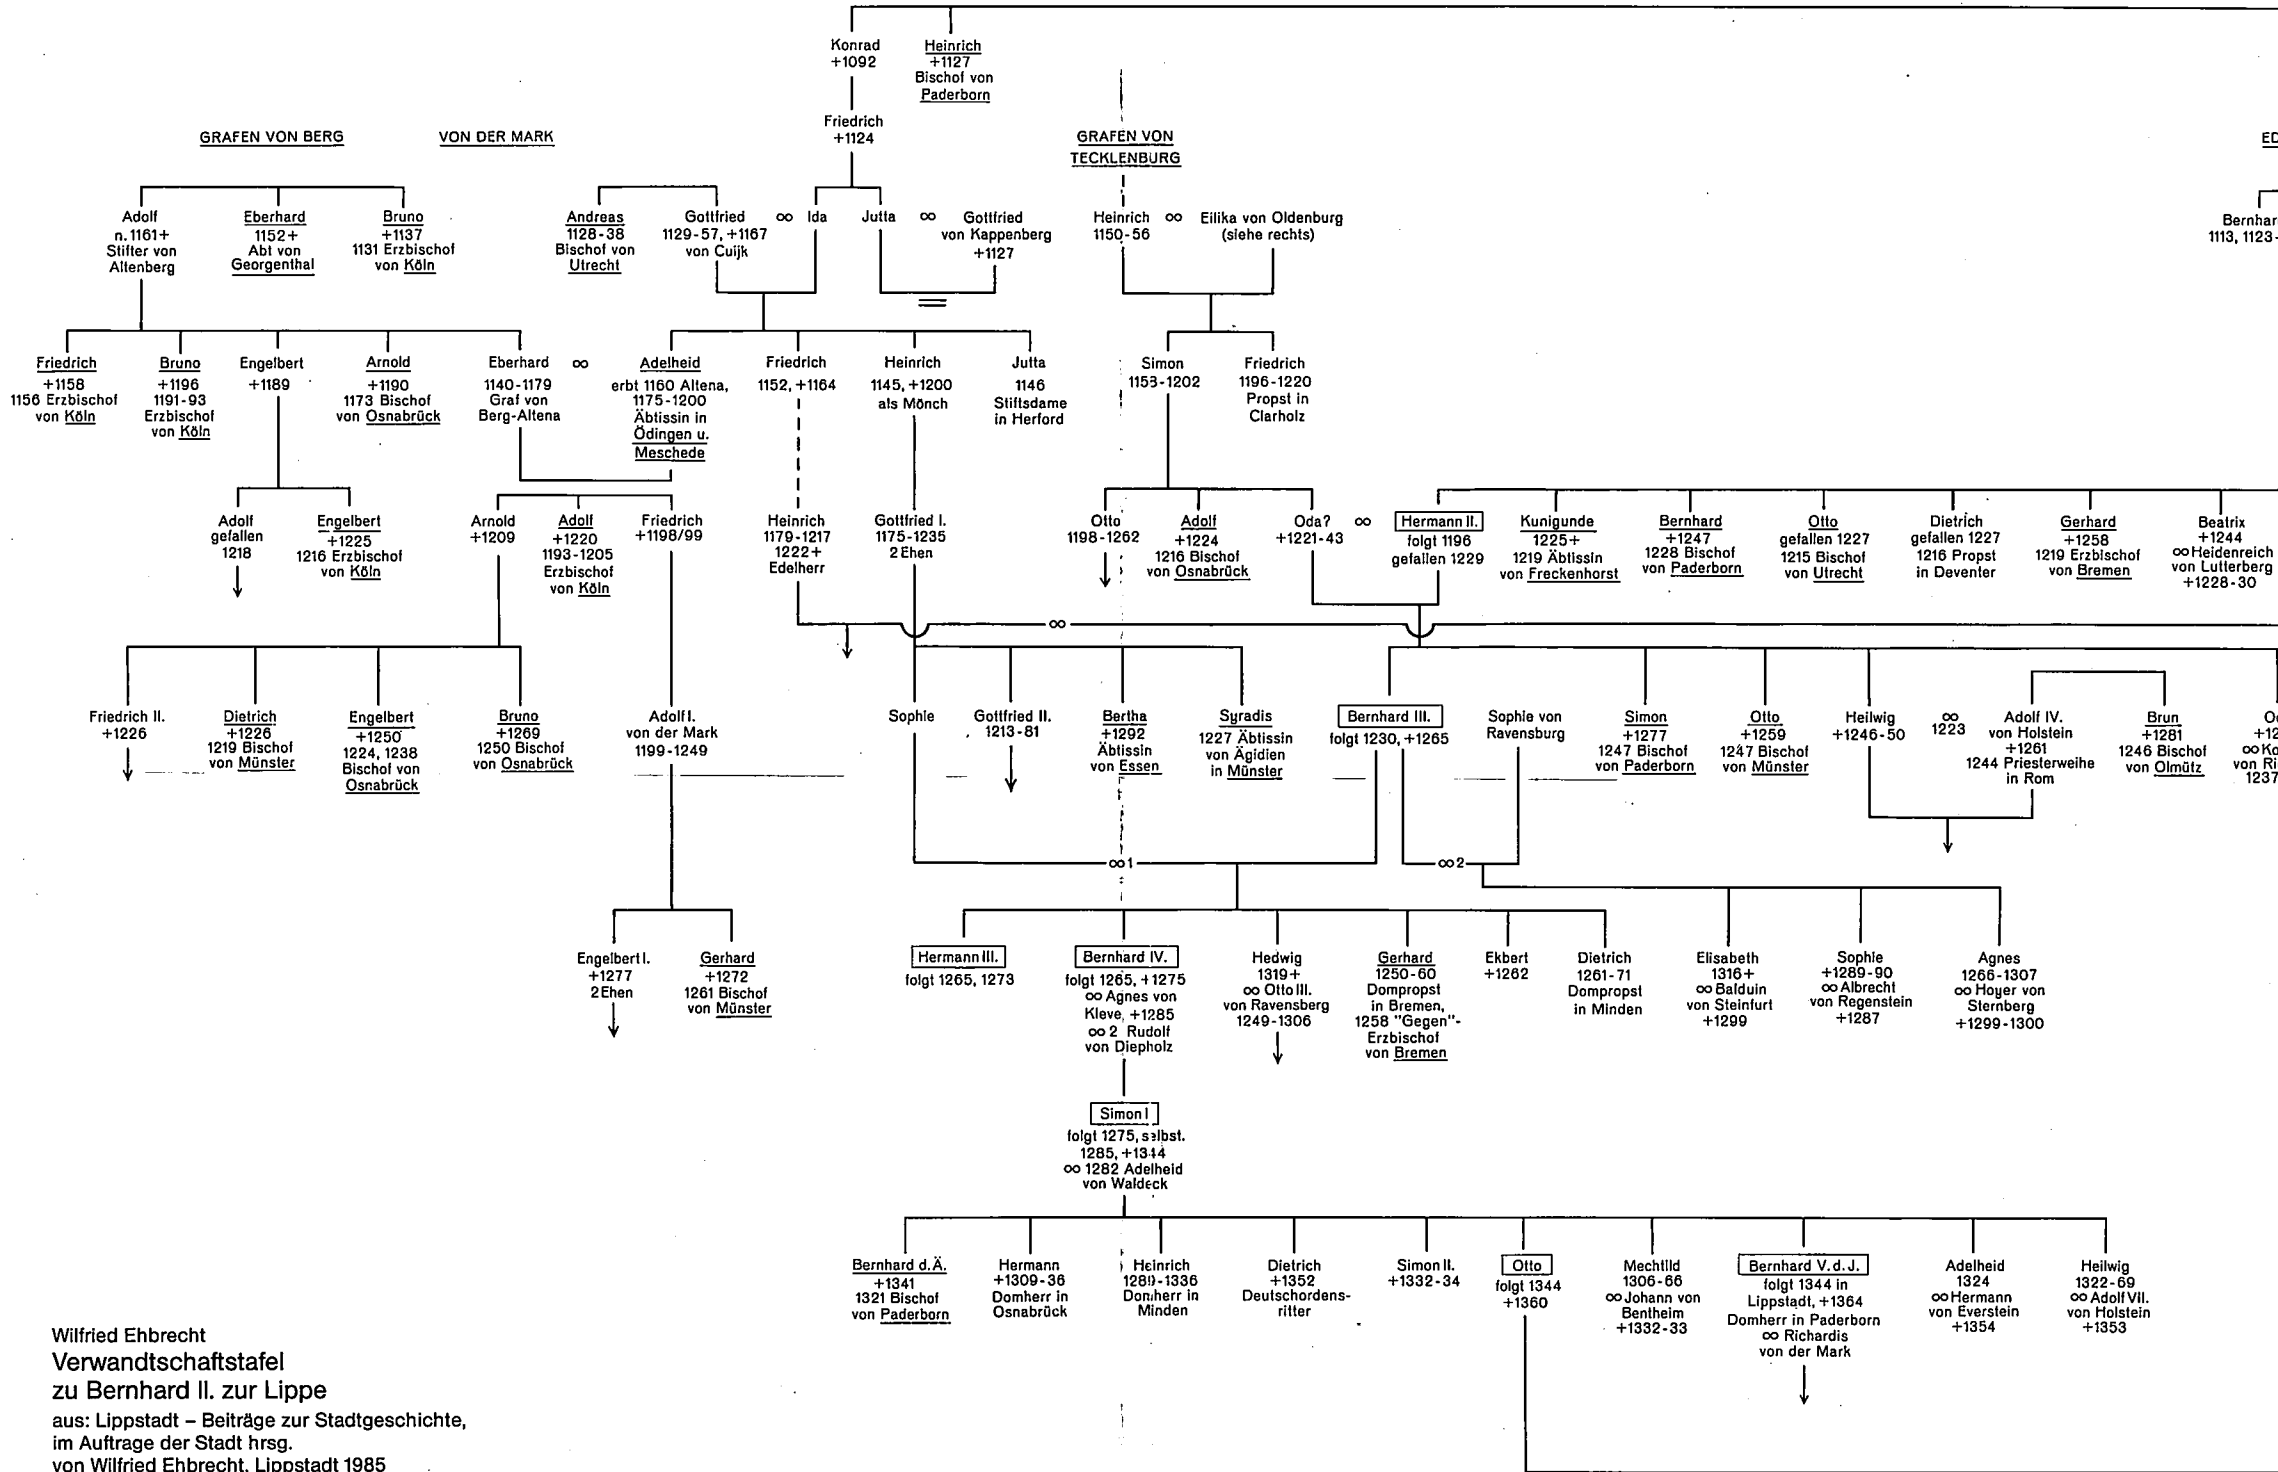 Konrad
+1092
Heinrich
+1127
Bischof von
Paderborn
Friedrich
+1124
GRAFEN VON BERG
VON DER MARK
GRAFEN VON
TECKLENBURG
ED
Adolf
n. 1161+
Stifter von
Altenberg
Eberhard
1152+
Abt von
Georgenthal
Bruno
+1137
1131 Erzbischof
von Köln
Andreas
1128-38
Bischof von
Utrecht
Gottfried
1129-57, +1167
von Cuijk
∞
Ida
Jutta
∞
Gottfried
von Kappenberg
+1127
Heinrich
1150-56
∞
Eilika von Oldenburg
(siehe rechts)
Bernhar
1113, 1123-
Friedrich
+1158
1156 Erzbischof
von Köln
Bruno
+1196
1191-93
Erzbischof
von Köln
Engelbert
+1189
Arnold
+1190
1173 Bischof
von Osnabrück
Eberhard
1140-1179
Graf von
Berg-Altena
∞
Adelheid
erbt 1160 Altena,
1175-1200
Äbtissin in
Ödingen u.
Meschede
Friedrich
1152, +1164
Heinrich
1145, +1200
als Mönch
Jutta
1146
Stiftsdame
in Herford
Simon
Friedrich
1196-1220
Propst in
Clarholz
Adolf
gefallen
1218
Engelbert
+1225
1216 Erzbischof
von Köln
Arnold
+1209
Adolf
+1220
1193-1205
Erzbischof
von Köln
Friedrich
+1198/99
Heinrich
1179-1217
1222+
Edelherr
Gottfried I.
1175-1235
2 Ehen
Otto
1198-1262
Adolf
+1224
1216 Bischof
von Osnabrück
Oda?
+1221-43
∞
Hermann II.
folgt 1196
gefallen 1229
Kunigunde
1225+
1219 Äbtissin
von Freckenhorst
Bernhard
+1247
1228 Bischof
von Paderborn
Otto
gefallen 1227
1215 Bischof
von Utrecht
Dietrich
gefallen 1227
1216 Propst
in Deventer
Gerhard
+1258
1219 Erzbischof
von Bremen
Beatrix
+1244
∞ Heidenreich
von Lutterberg
+1228-30
∞
Friedrich II.
+1226
Dietrich
+1226
1219 Bischof
von Münster
Engelbert
+1250
1224, 1238
Bischof von
Osnabrück
Bruno
+1269
1250 Bischof
von Osnabrück
Adolf I.
von der Mark
1199-1249
Sophie
Gottfried II.
1213-81
Bertha
+1292
Äbtissin
von Essen
Syradis
1227 Äbtissin
von Ägidien
in Münster
Bernhard III.
folgt 1230, +1265
Sophie von
Ravensburg
Simon
+1277
1247 Bischof
von Paderborn
Otto
+1259
1247 Bischof
von Münster
Heilwig
+1246-50
∞
1223
Adolf IV.
von Holstein
+1261
1244 Priesterweihe
in Rom
Brun
+1281
1246 Bischof
von Olmütz
O
+12
∞ Ko
von Ri
1237
∞ 1
∞ 2
Engelbert I.
+1277
2 Ehen
Gerhard
+1272
1261 Bischof
von Münster
Hermann III.
folgt 1265, 1273
Bernhard IV.
folgt 1265, +1275
∞ Agnes von
Kleve, +1285
∞ 2 Rudolf
von Diepholz
Hedwig
1319+
∞ Otto III.
von Ravensberg
1249-1306
Gerhard
1250-60
Dompropst
in Bremen,
1258 "Gegen"-
Erzbischof
von Bremen
Ekbert
+1262
Dietrich
1261-71
Dompropst
in Minden
Elisabeth
1316+
∞ Balduin
von Steinfurt
+1299
Sophie
+1289-90
∞ Albrecht
von Regenstein
+1287
Agnes
1266-1307
∞ Hoyer von
Sternberg
+1299-1300
Simon I
folgt 1275, selbst.
1285, +1344
∞ 1282 Adelheid
von Waldeck
Bernhard d. Ä.
+1341
1321 Bischof
von Paderborn
Hermann
+1309-36
Domherr in
Osnabrück
Heinrich
Domherr in
Minden
Dietrich
+1352
Deutschordens-
ritter
Simon II.
+1332-34
Otto
folgt 1344
+1360
Mechtild
1306-66
∞ Johann von
Bentheim
+1332-33
Bernhard V. d. J.
folgt 1344 in
Lippstadt, +1364
Domherr in Paderborn
∞ Richardis
von der Mark
Adelheid
1324
∞ Hermann
von Everstein
+1354
Heilwig
1322-69
∞ Adolf VII.
von Holstein
+1353
Wilfried Ehbrecht
Verwandtschaftstafel
zu Bernhard II. zur Lippe
aus: Lippstadt – Beiträge zur Stadtgeschichte,
im Auftrage der Stadt hrsg.
von Wilfried Ehbrecht, Lippstadt 1985